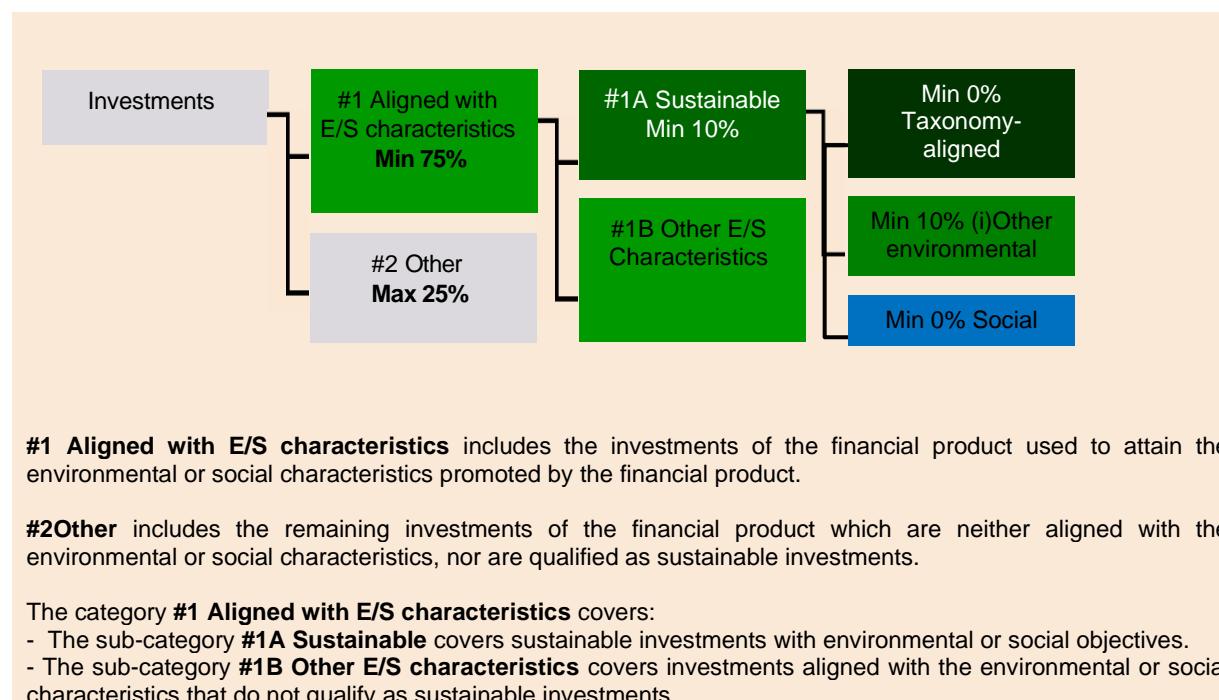 Investments
#1 Aligned with
E/S characteristics
Min 75%
#2 Other
Max 25%
#1A Sustainable
Min 10%
#1B Other E/S
Characteristics
Min 0%
Taxonomy-
aligned
Min 10% (i)Other
environmental
Min 0% Social
#1 Aligned with E/S characteristics includes the investments of the financial product used to attain the
environmental or social characteristics promoted by the financial product.
#2Other includes the remaining investments of the financial product which are neither aligned with the
environmental or social characteristics, nor are qualified as sustainable investments.
The category #1 Aligned with E/S characteristics covers:
- The sub-category #1A Sustainable covers sustainable investments with environmental or social objectives.
- The sub-category #1B Other E/S characteristics covers investments aligned with the environmental or social
characteristics that do not qualify as sustainable investments